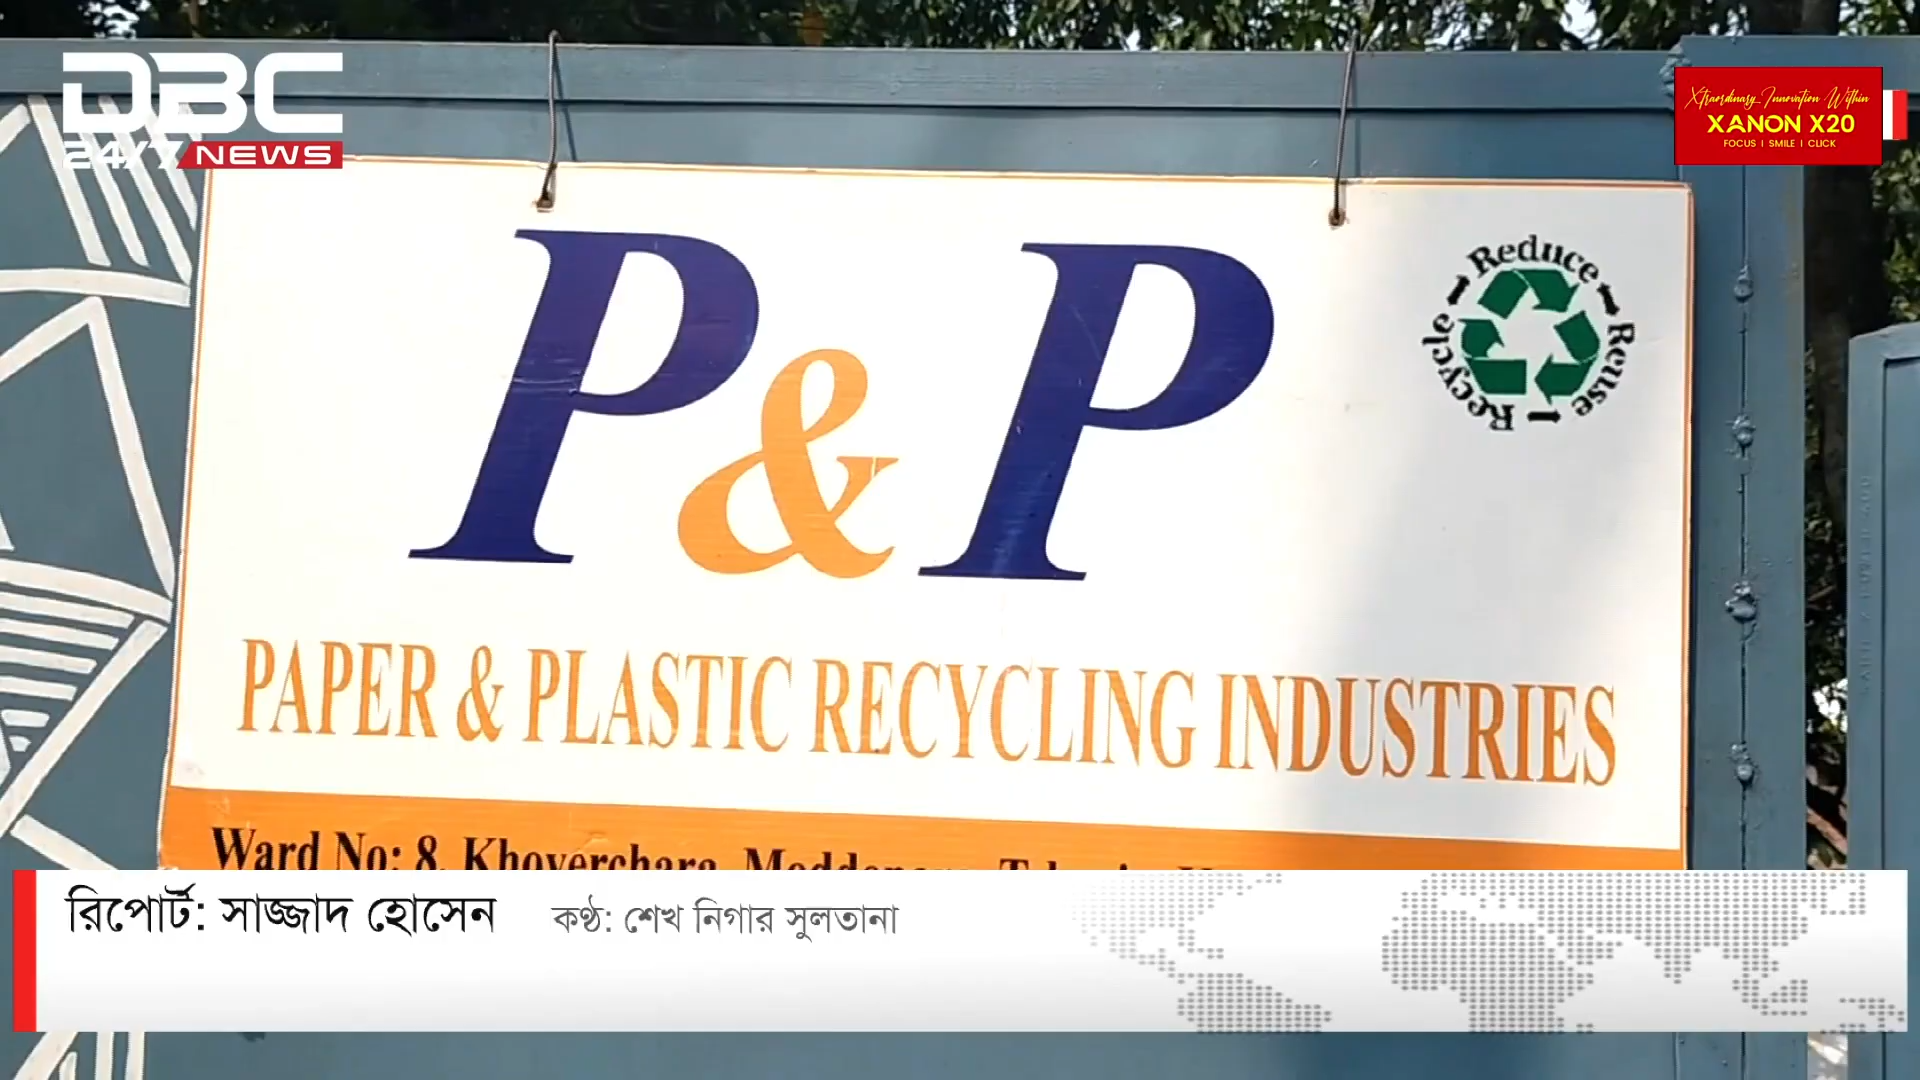 DBC
24/7 NEWS
Xtraordinary Innovation Within
XANON X20
FOCUS | SMILE | CLICK
P&P
Reduce
Reuse
Recycle
PAPER & PLASTIC RECYCLING INDUSTRIES
Ward No: 8, Khoyerchara,
রিপোর্ট: সাজ্জাদ হোসেন
কণ্ঠ: শেখ নিগার সুলতানা